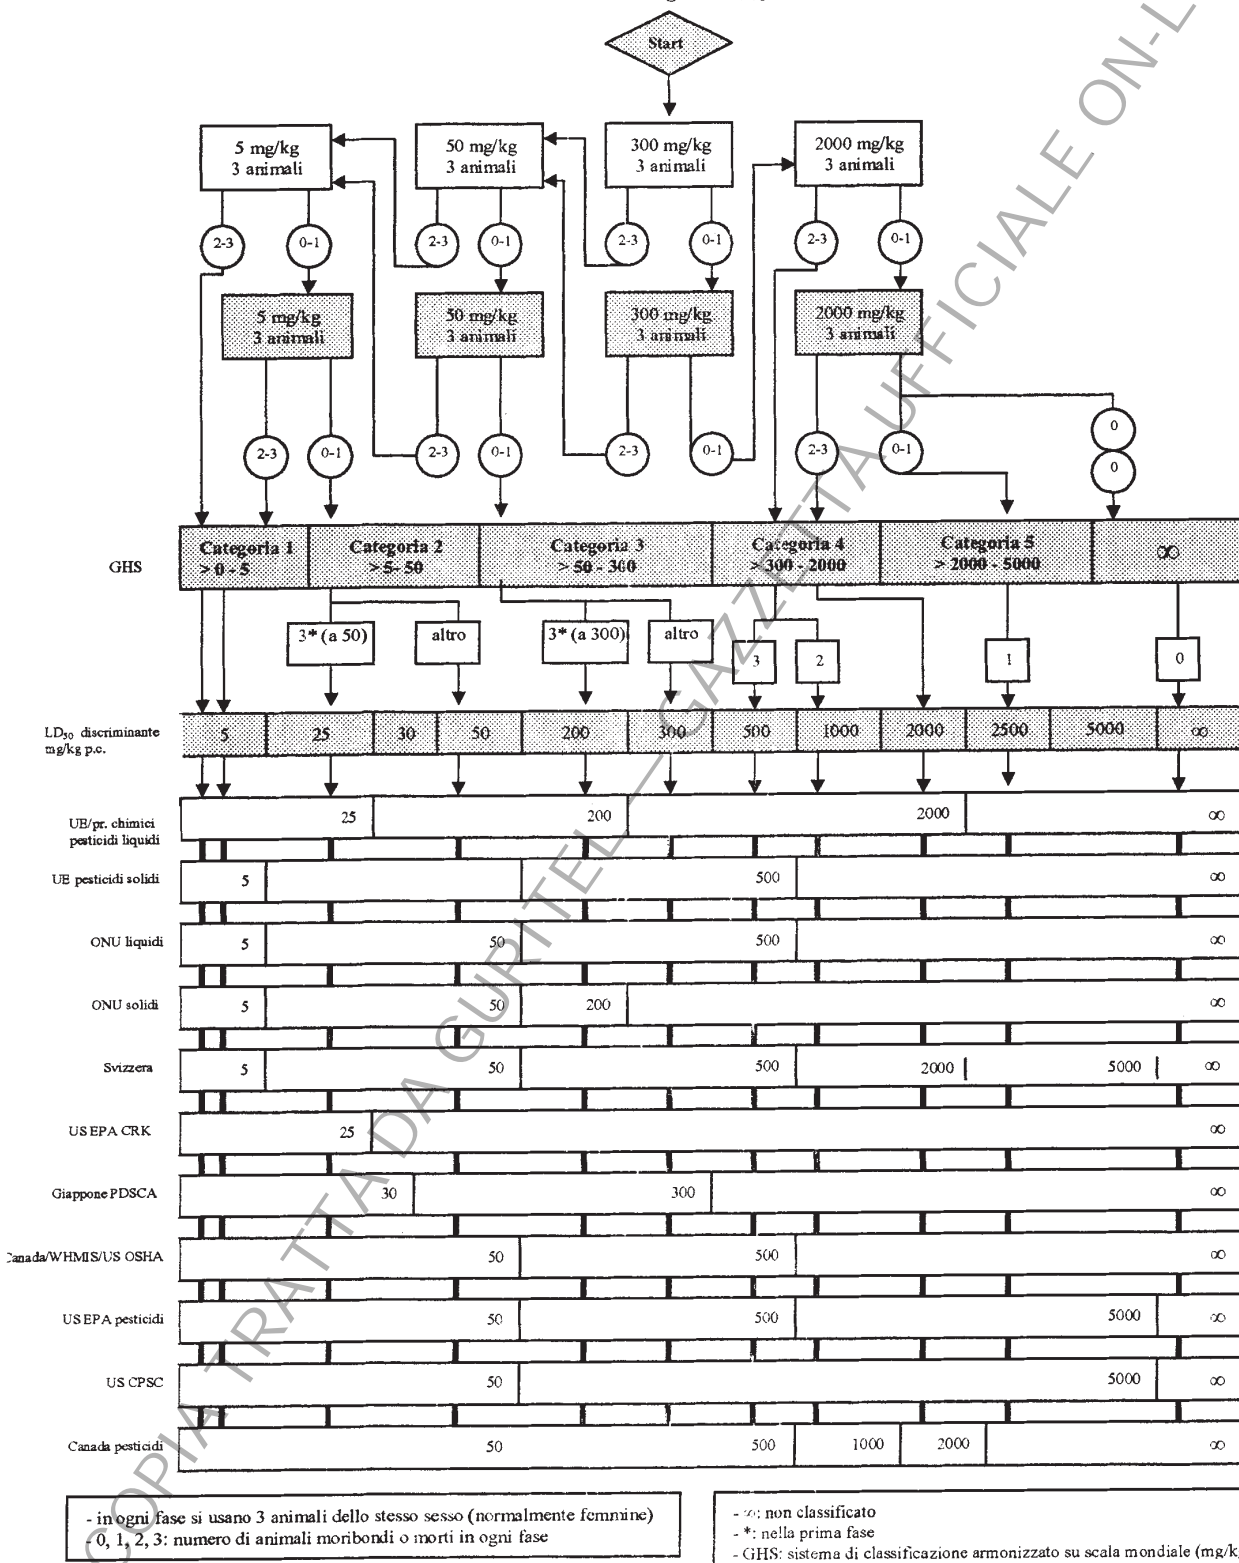 Start
5 mg/kg
3 animali
50 mg/kg
3 animali
300 mg/kg
3 animali
2000 mg/kg
3 animali
2-3
0-1
2-3
0-1
2-3
0-1
2-3
0-1
5 mg/kg
3 animali
50 mg/kg
3 animali
300 mg/kg
3 animali
2000 mg/kg
3 animali
2-3
0-1
2-3
0-1
2-3
0-1
2-3
0-1
0
0
GHS
Categoria 1
> 0 - 5
Categoria 2
> 5- 50
Categoria 3
> 50 - 300
Categoria 4
> 300 - 2000
Categoria 5
> 2000 - 5000
∞
3* (a 50)
altro
3* (a 300)
altro
3
2
1
0
LD50 discriminante
mg/kg p.c.
5 25 30 50 200 300 500 1000 2000 2500 5000 ∞
UE/pr. chimici
pesticidi liquidi
25 200 2000 ∞
UE pesticidi solidi 5 500 ∞
ONU liquidi 5 50 500 ∞
ONU solidi 5 50 200 ∞
Svizzera 5 50 500 2000 5000 ∞
US EPA CRK 25 ∞
Giappone PDSCA 30 300 ∞
Canada/WHMIS/US OSHA 50 500 ∞
US EPA pesticidi 50 500 5000 ∞
US CPSC 50 5000 ∞
Canada pesticidi 50 500 1000 2000 ∞
- in ogni fase si usano 3 animali dello stesso sesso (normalmente femmine)
- 0, 1, 2, 3: numero di animali moribondi o morti in ogni fase
- ∞: non classificato
- *: nella prima fase
- GHS: sistema di classificazione armonizzato su scala mondiale (mg/k
COPIA TRATTA DA GURITEL — GAZZETTA UFFICIALE ON-L